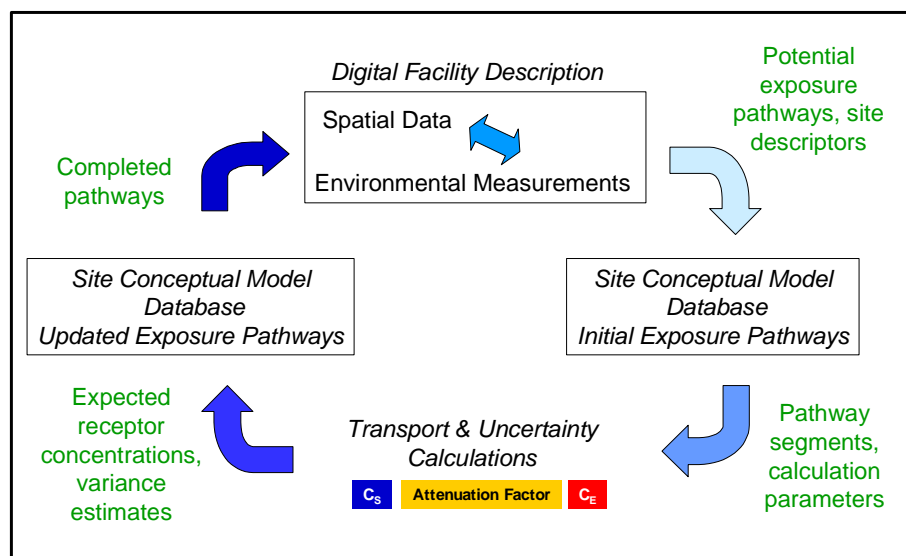 Digital Facility Description
Spatial Data
Environmental Measurements
Potential
exposure
pathways, site
descriptors
Site Conceptual Model
Database
Initial Exposure Pathways
Pathway
segments,
calculation
parameters
Transport & Uncertainty
Calculations
CS Attenuation Factor CE
Expected
receptor
concentrations,
variance
estimates
Site Conceptual Model
Database
Updated Exposure Pathways
Completed
pathways